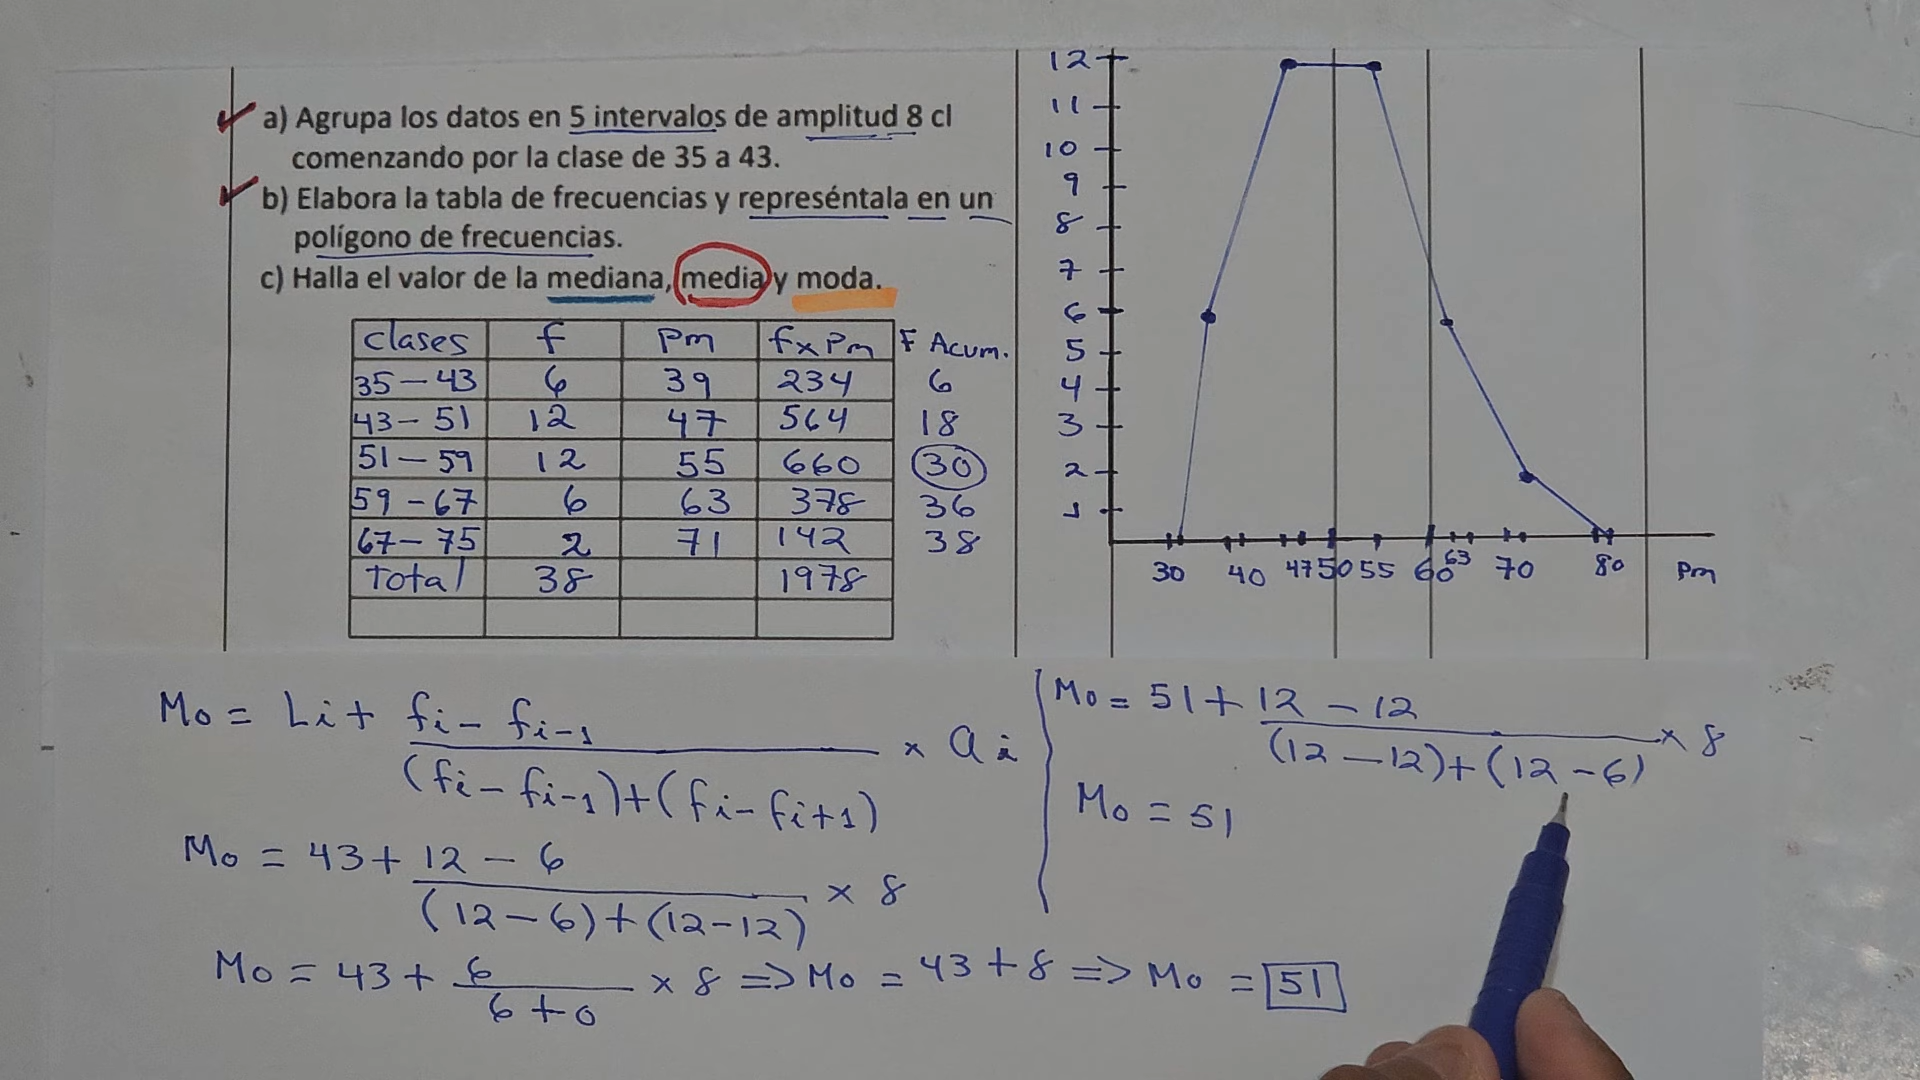 a) Agrupa los datos en 5 intervalos de amplitud 8 cl
comenzando por la clase de 35 a 43.
b) Elabora la tabla de frecuencias y represéntala en un
polígono de frecuencias.
c) Halla el valor de la mediana, media y moda.
clases f Pm fxPm F Acum.
35-43 6 39 234 6
43-51 12 47 564 18
51-59 12 55 660 30
59-67 6 63 378 36
67-75 2 71 142 38
Total 38 1978
12
11
10
9
8
7
6
5
4
3
2
1
30 40 47 50 55 60 63 70 80 Pm
Mo = Li + fi - fi-1
(fi - fi-1) + (fi - fi+1) x ai
Mo = 43 + 12 - 6
(12-6)+(12-12) x 8
Mo = 43 + 6
6+0 x 8 => Mo = 43+8 => Mo = 51
Mo = 51 + 12 - 12
(12-12)+(12-6) x 8
Mo = 51